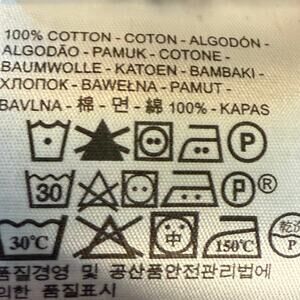 100% COTTON - COTON - ALGODÓN -
ALGODÃO - PAMUK - COTONE -
BAUMWOLLE - KATOEN - BAMBAKI -
ХЛОПОК - BAWEŁNA - PAMUT -
BAVLNA - 棉 - 면 - 綿 100% - KAPAS
P
30 P ®
30℃ 中 150℃ 乾洗 P
품질경영 및 공산품안전관리법에
의한 품질표시